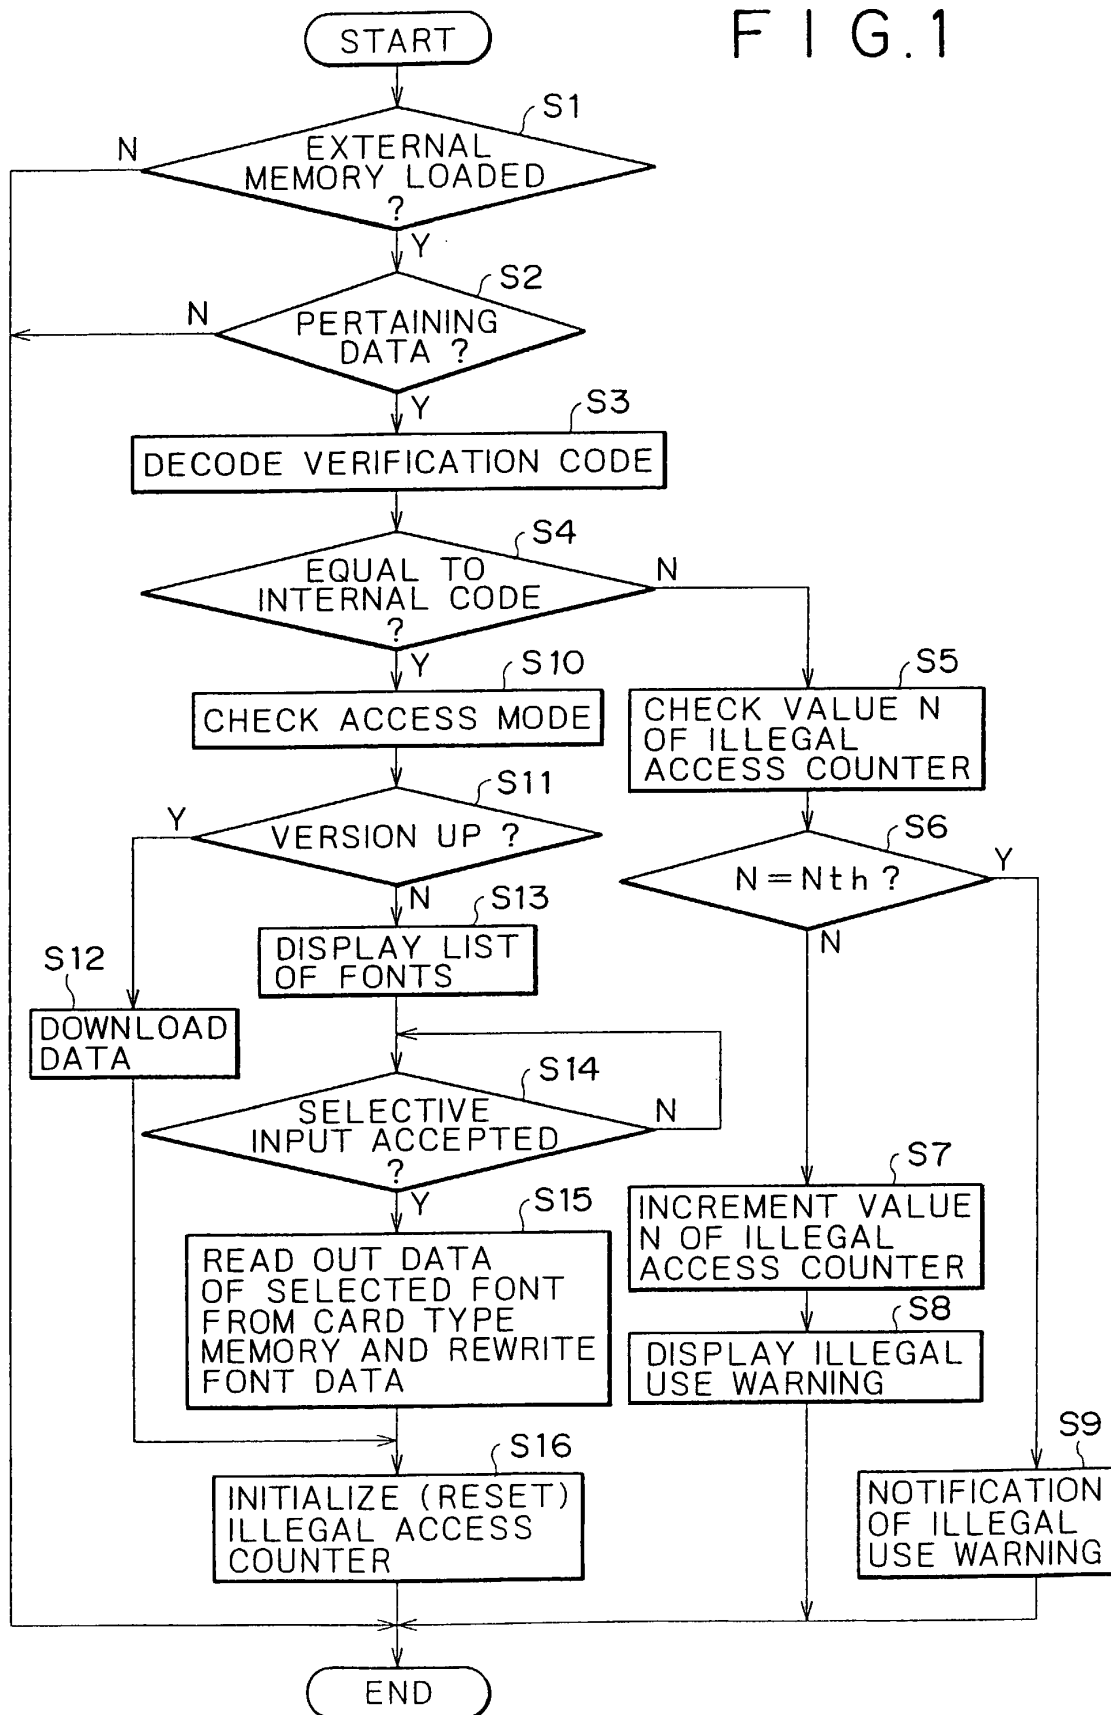 FIG.1
START
S1
EXTERNAL
MEMORY LOADED
?
N
Y
S2
PERTAINING
DATA ?
N
Y
S3
DECODE VERIFICATION CODE
S4
EQUAL TO
INTERNAL CODE
?
N
Y
S10
CHECK ACCESS MODE
S5
CHECK VALUE N
OF ILLEGAL
ACCESS COUNTER
S11
VERSION UP ?
Y
N
S6
N=Nth ?
Y
N
S12
DOWNLOAD
DATA
S13
DISPLAY LIST
OF FONTS
S14
SELECTIVE
INPUT ACCEPTED
?
N
Y
S15
READ OUT DATA
OF SELECTED FONT
FROM CARD TYPE
MEMORY AND REWRITE
FONT DATA
S7
INCREMENT VALUE
N OF ILLEGAL
ACCESS COUNTER
S8
DISPLAY ILLEGAL
USE WARNING
S16
INITIALIZE (RESET)
ILLEGAL ACCESS
COUNTER
S9
NOTIFICATION
OF ILLEGAL
USE WARNING
END